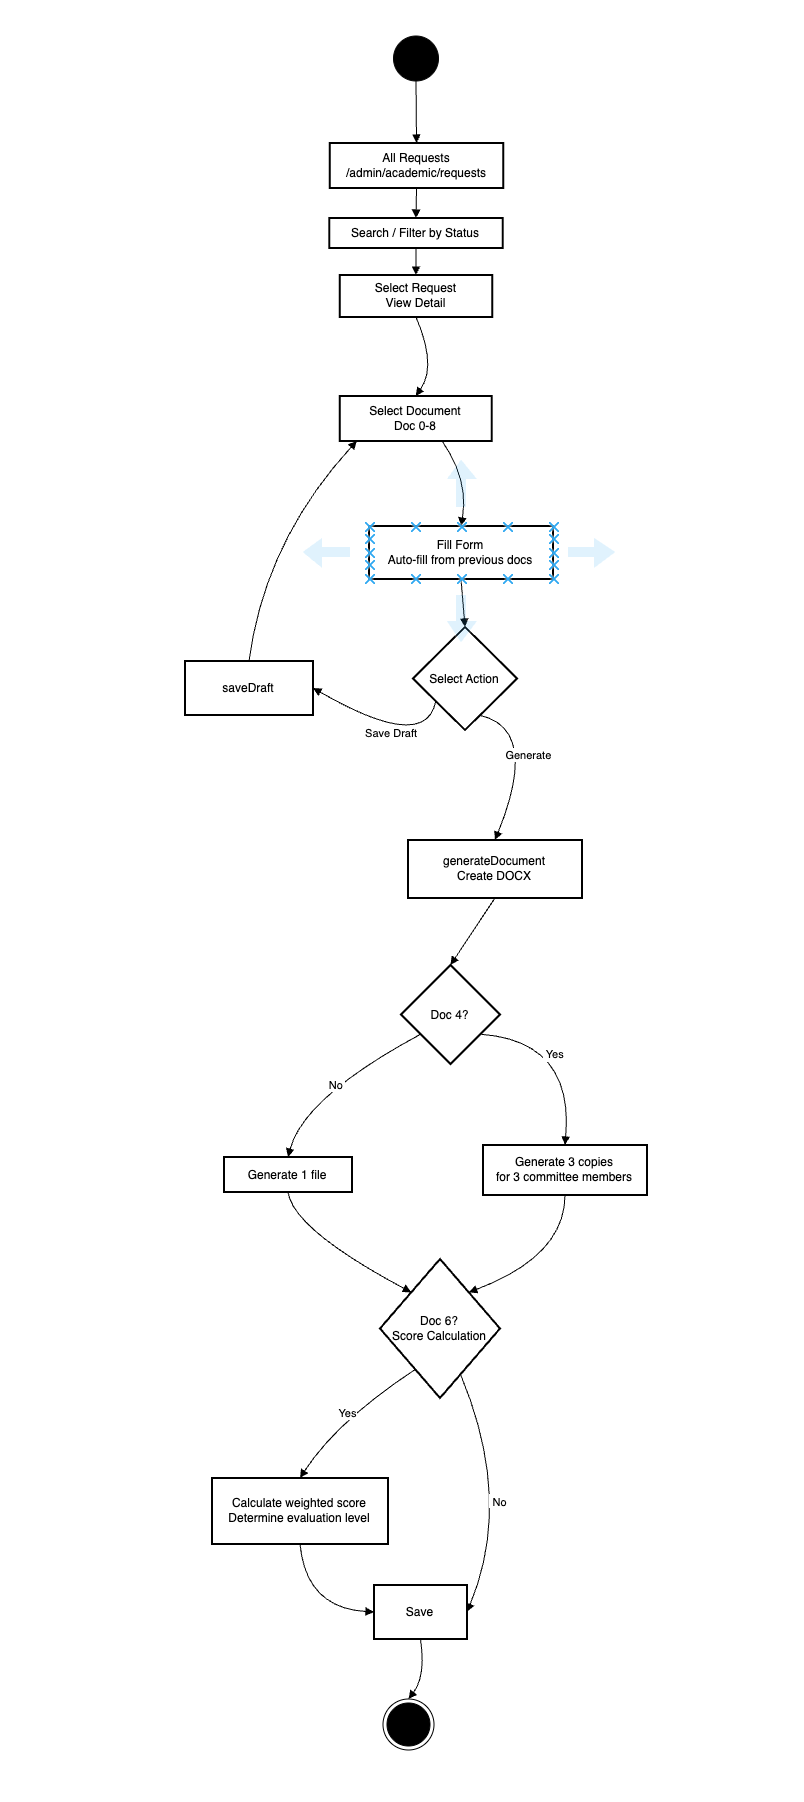 All Requests
/admin/academic/requests
Search / Filter by Status
Select Request
View Detail
Select Document
Doc 0-8
Fill Form
Auto-fill from previous docs
Select Action
saveDraft
Save Draft
Generate
generateDocument
Create DOCX
Doc 4?
Yes
No
Generate 1 file
Generate 3 copies
for 3 committee members
Doc 6?
Score Calculation
Yes
No
Calculate weighted score
Determine evaluation level
Save